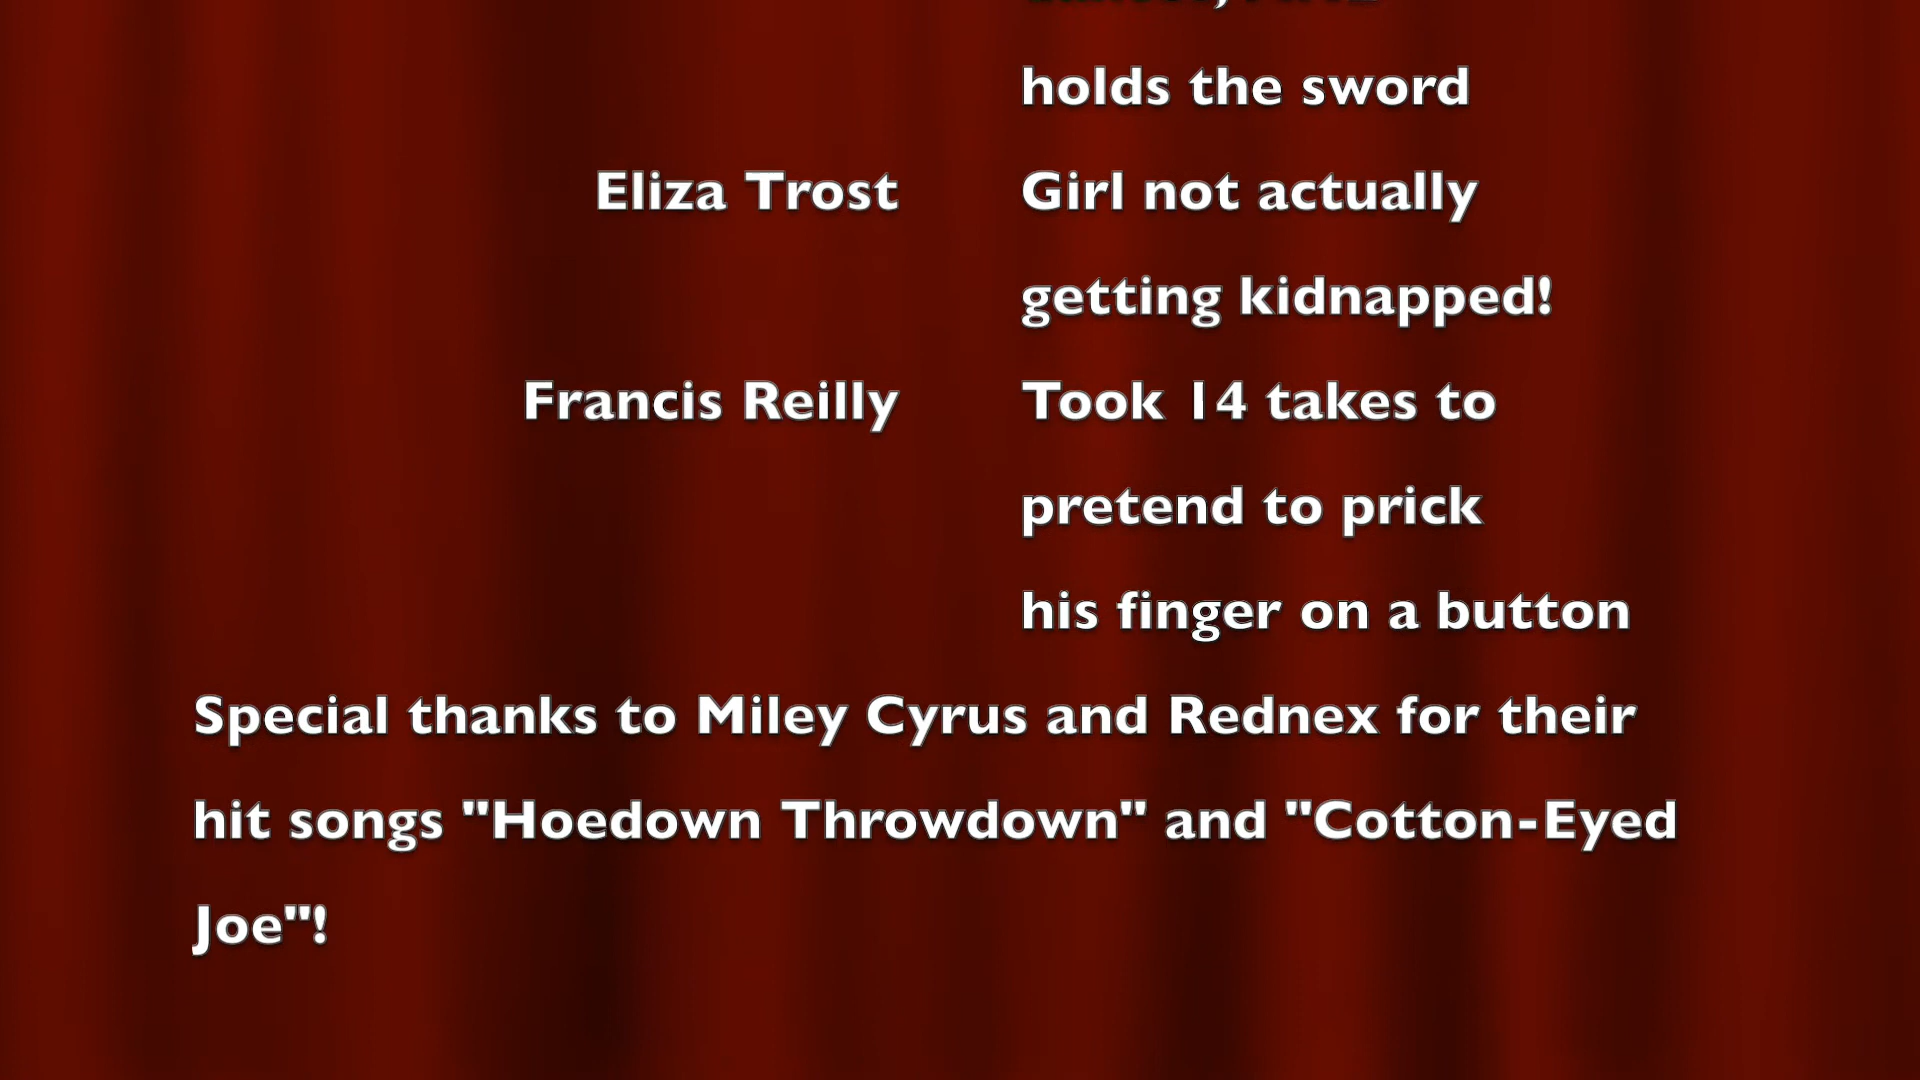 holds the sword
Eliza Trost Girl not actually
getting kidnapped!
Francis Reilly Took 14 takes to
pretend to prick
his finger on a button
Special thanks to Miley Cyrus and Rednex for their
hit songs "Hoedown Throwdown" and "Cotton-Eyed
Joe"!